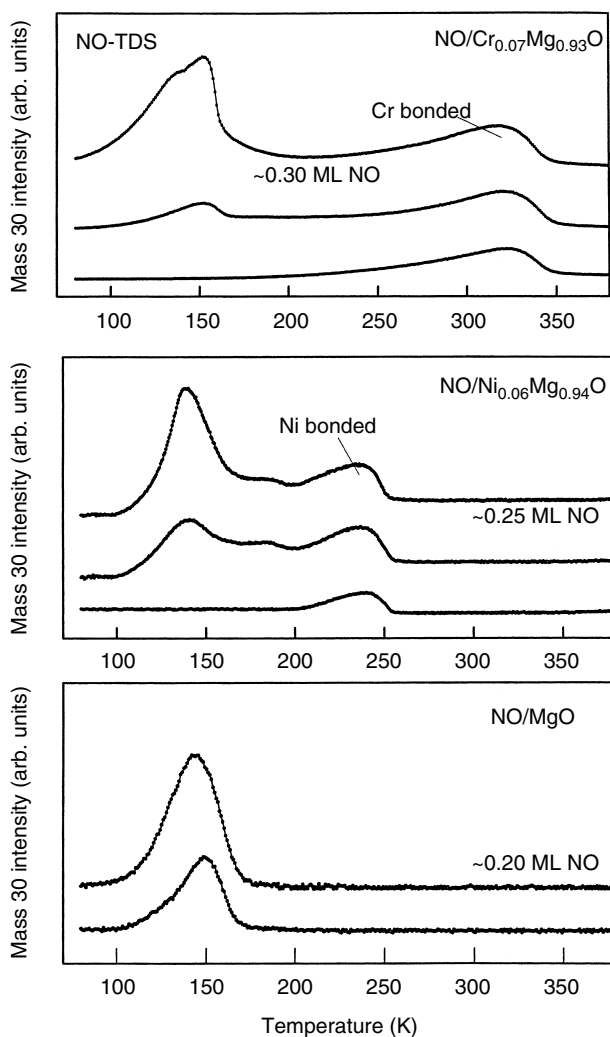 NO-TDS
NO/Cr0.07Mg0.93O
Cr bonded
~0.30 ML NO
Mass 30 intensity (arb. units)
100 150 200 250 300 350
NO/Ni0.06Mg0.94O
Ni bonded
~0.25 ML NO
Mass 30 intensity (arb. units)
100 150 200 250 300 350
NO/MgO
~0.20 ML NO
Mass 30 intensity (arb. units)
100 150 200 250 300 350
Temperature (K)